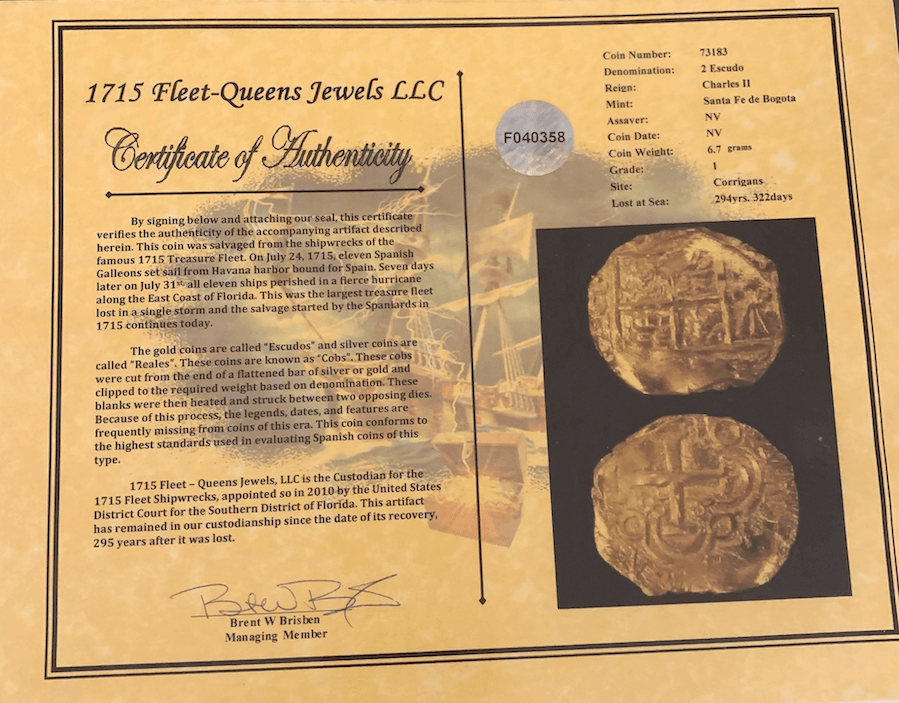 1715 Fleet-Queens Jewels LLC
Certificate of Authenticity
By signing below and attaching our seal, this certificate
verifies the authenticity of the accompanying artifact described
herein. This coin was salvaged from the shipwrecks of the
famous 1715 Treasure Fleet. On July 24, 1715, eleven Spanish
Galleons set sail from Havana harbor bound for Spain. Seven days
later on July 31st all eleven ships perished in a fierce hurricane
along the East Coast of Florida. This was the largest treasure fleet
lost in a single storm and the salvage started by the Spaniards in
1715 continues today.
The gold coins are called "Escudos" and silver coins are
called "Reales". These coins are known as "Cobs". These cobs
were cut from the end of a flattened bar of silver or gold and
clipped to the required weight based on denomination. These
blanks were then heated and struck between two opposing dies.
Because of this process, the legends, dates, and features are
frequently missing from coins of this era. This coin conforms to
the highest standards used in evaluating Spanish coins of this
type.
1715 Fleet – Queens Jewels, LLC is the Custodian for the
1715 Fleet Shipwrecks, appointed so in 2010 by the United States
District Court for the Southern District of Florida. This artifact
has remained in our custodianship since the date of its recovery,
295 years after it was lost.
Brent W Brisben
Managing Member
F040358
Coin Number: 73183
Denomination: 2 Escudo
Reign: Charles II
Mint: Santa Fe de Bogota
Assaver: NV
Coin Date: NV
Coin Weight: 6.7 grams
Grade: 1
Site: Corrigans
Lost at Sea: 294yrs. 322days